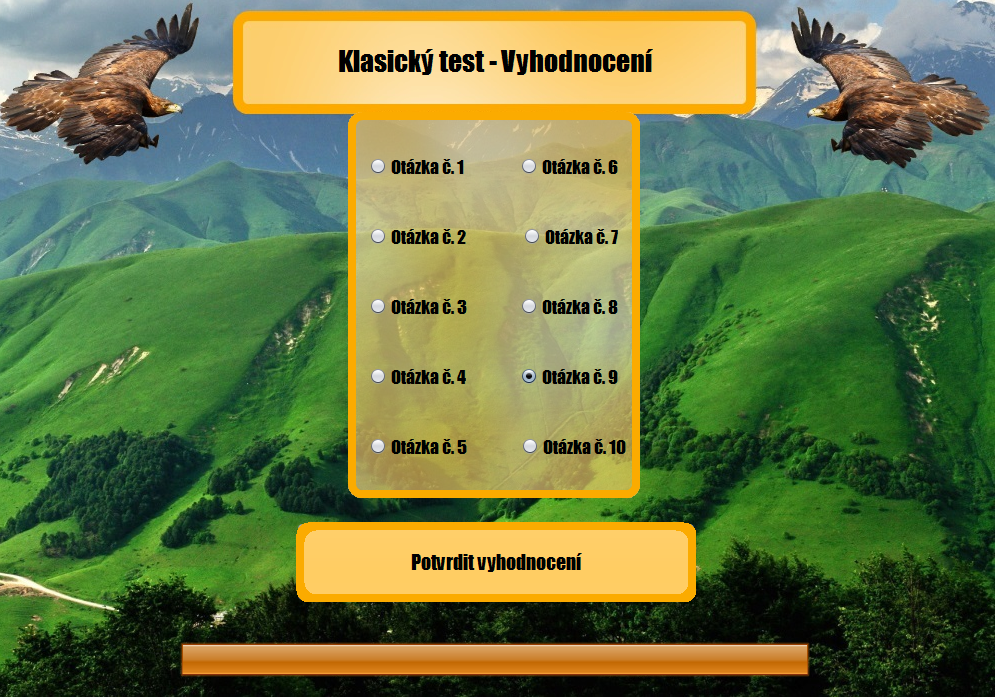 Klasický test - Vyhodnocení
Otázka č. 1
Otázka č. 6
Otázka č. 2
Otázka č. 7
Otázka č. 3
Otázka č. 8
Otázka č. 4
Otázka č. 9
Otázka č. 5
Otázka č. 10
Potvrdit vyhodnocení